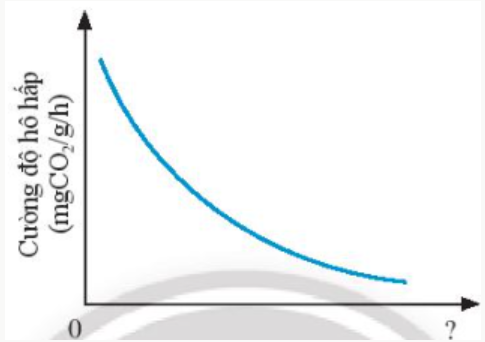 Cường độ hô hấp
(mgCO₂/g/h)
0
?